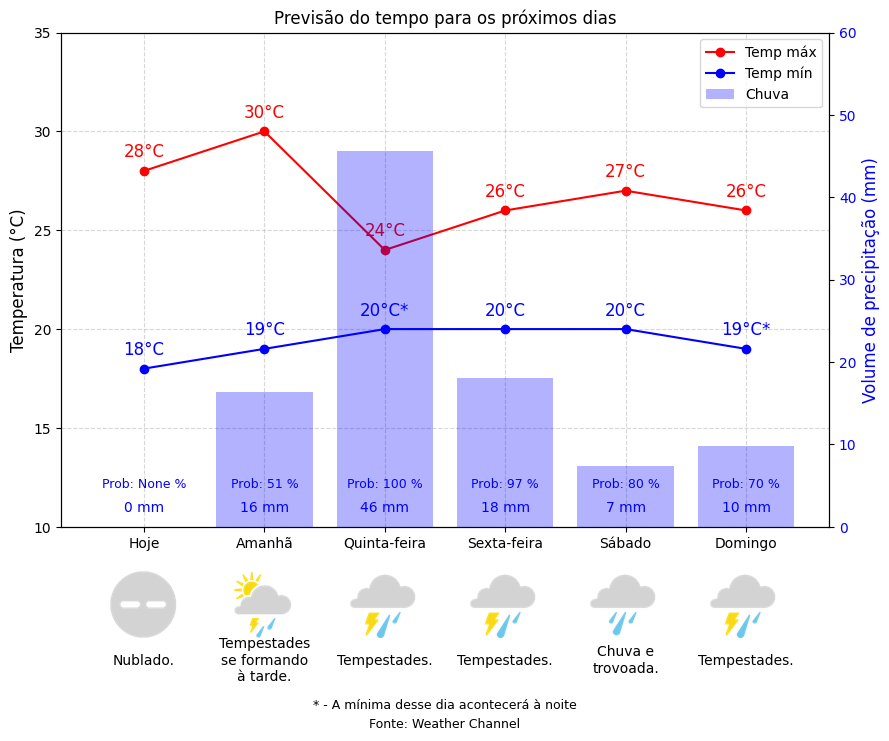 Previsão do tempo para os próximos dias
35
30
25
20
15
10
Temperatura (°C)
60
50
40
30
20
10
0
Volume de precipitação (mm)
Temp máx
Temp mín
Chuva
28°C
30°C
24°C
26°C
27°C
26°C
18°C
19°C
20°C*
20°C
20°C
19°C*
Prob: None %
Prob: 51 %
Prob: 100 %
Prob: 97 %
Prob: 80 %
Prob: 70 %
0 mm
16 mm
46 mm
18 mm
7 mm
10 mm
Hoje
Amanhã
Quinta-feira
Sexta-feira
Sábado
Domingo
Nublado.
Tempestades
se formando
à tarde.
Tempestades.
Tempestades.
Chuva e
trovoada.
Tempestades.
* - A mínima desse dia acontecerá à noite
Fonte: Weather Channel